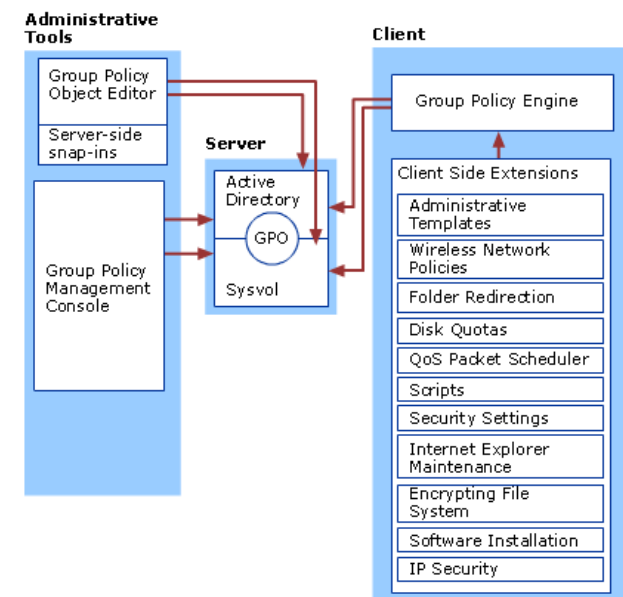 Administrative
Tools
Group Policy
Object Editor
Server-side
snap-ins
Group Policy
Management
Console
Server
Active
Directory
GPO
Sysvol
Client
Group Policy Engine
Client Side Extensions
Administrative
Templates
Wireless Network
Policies
Folder Redirection
Disk Quotas
QoS Packet Scheduler
Scripts
Security Settings
Internet Explorer
Maintenance
Encrypting File
System
Software Installation
IP Security